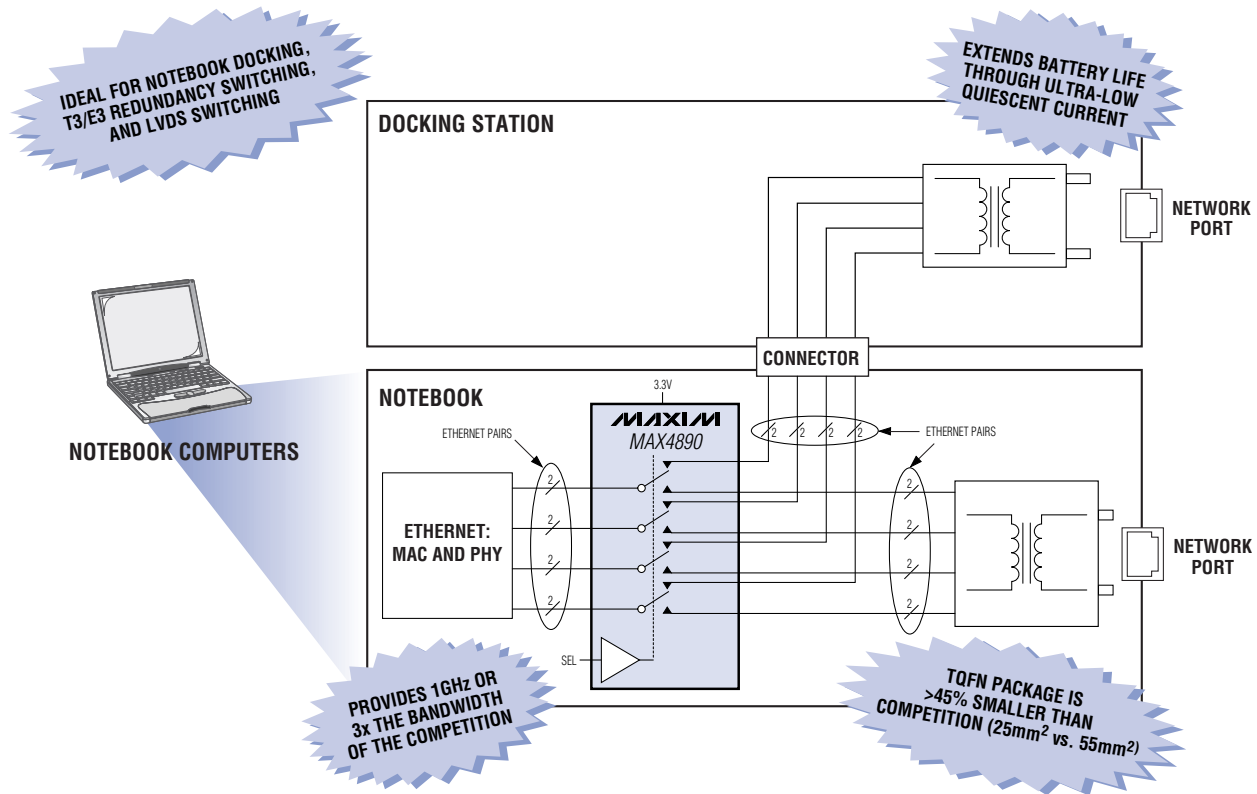 IDEAL FOR NOTEBOOK DOCKING,
T3/E3 REDUNDANCY SWITCHING,
AND LVDS SWITCHING
EXTENDS BATTERY LIFE
THROUGH ULTRA-LOW
QUIESCENT CURRENT
DOCKING STATION
NETWORK
PORT
CONNECTOR
NOTEBOOK COMPUTERS
NOTEBOOK
3.3V
MAXIM
MAX4890
ETHERNET PAIRS
2
2
2
2
ETHERNET PAIRS
ETHERNET:
MAC AND PHY
2
2
2
2
2
2
2
2
NETWORK
PORT
SEL
PROVIDES 1GHz OR
3x THE BANDWIDTH
OF THE COMPETITION
TQFN PACKAGE IS
>45% SMALLER THAN
COMPETITION (25mm² vs. 55mm²)